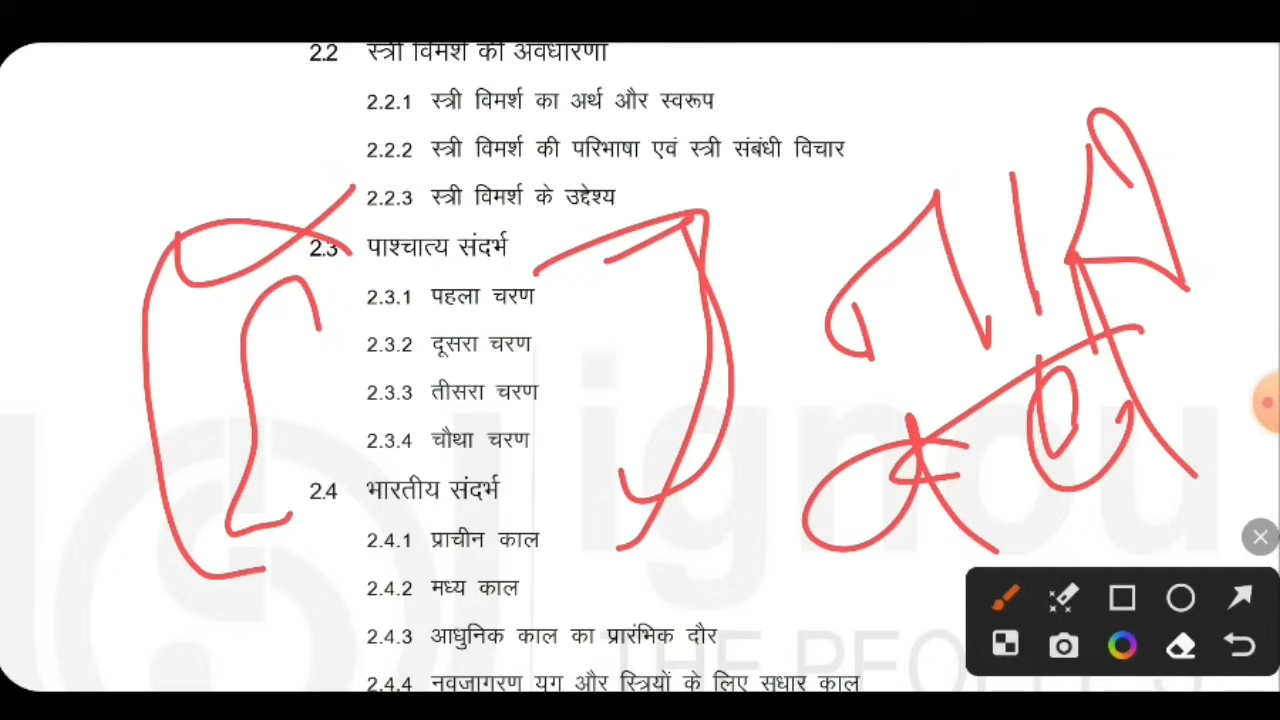 2.2 स्त्री विमर्श की अवधारणा
2.2.1 स्त्री विमर्श का अर्थ और स्वरूप
2.2.2 स्त्री विमर्श की परिभाषा एवं स्त्री संबंधी विचार
2.2.3 स्त्री विमर्श के उद्देश्य
2.3 पाश्चात्य संदर्भ
2.3.1 पहला चरण
2.3.2 दूसरा चरण
2.3.3 तीसरा चरण
2.3.4 चौथा चरण
2.4 भारतीय संदर्भ
2.4.1 प्राचीन काल
2.4.2 मध्य काल
2.4.3 आधुनिक काल का प्रारंभिक दौर
2.4.4 नवजागरण युग और स्त्रियों के लिए सुधार काल
ignou
THE PEOPLE'S